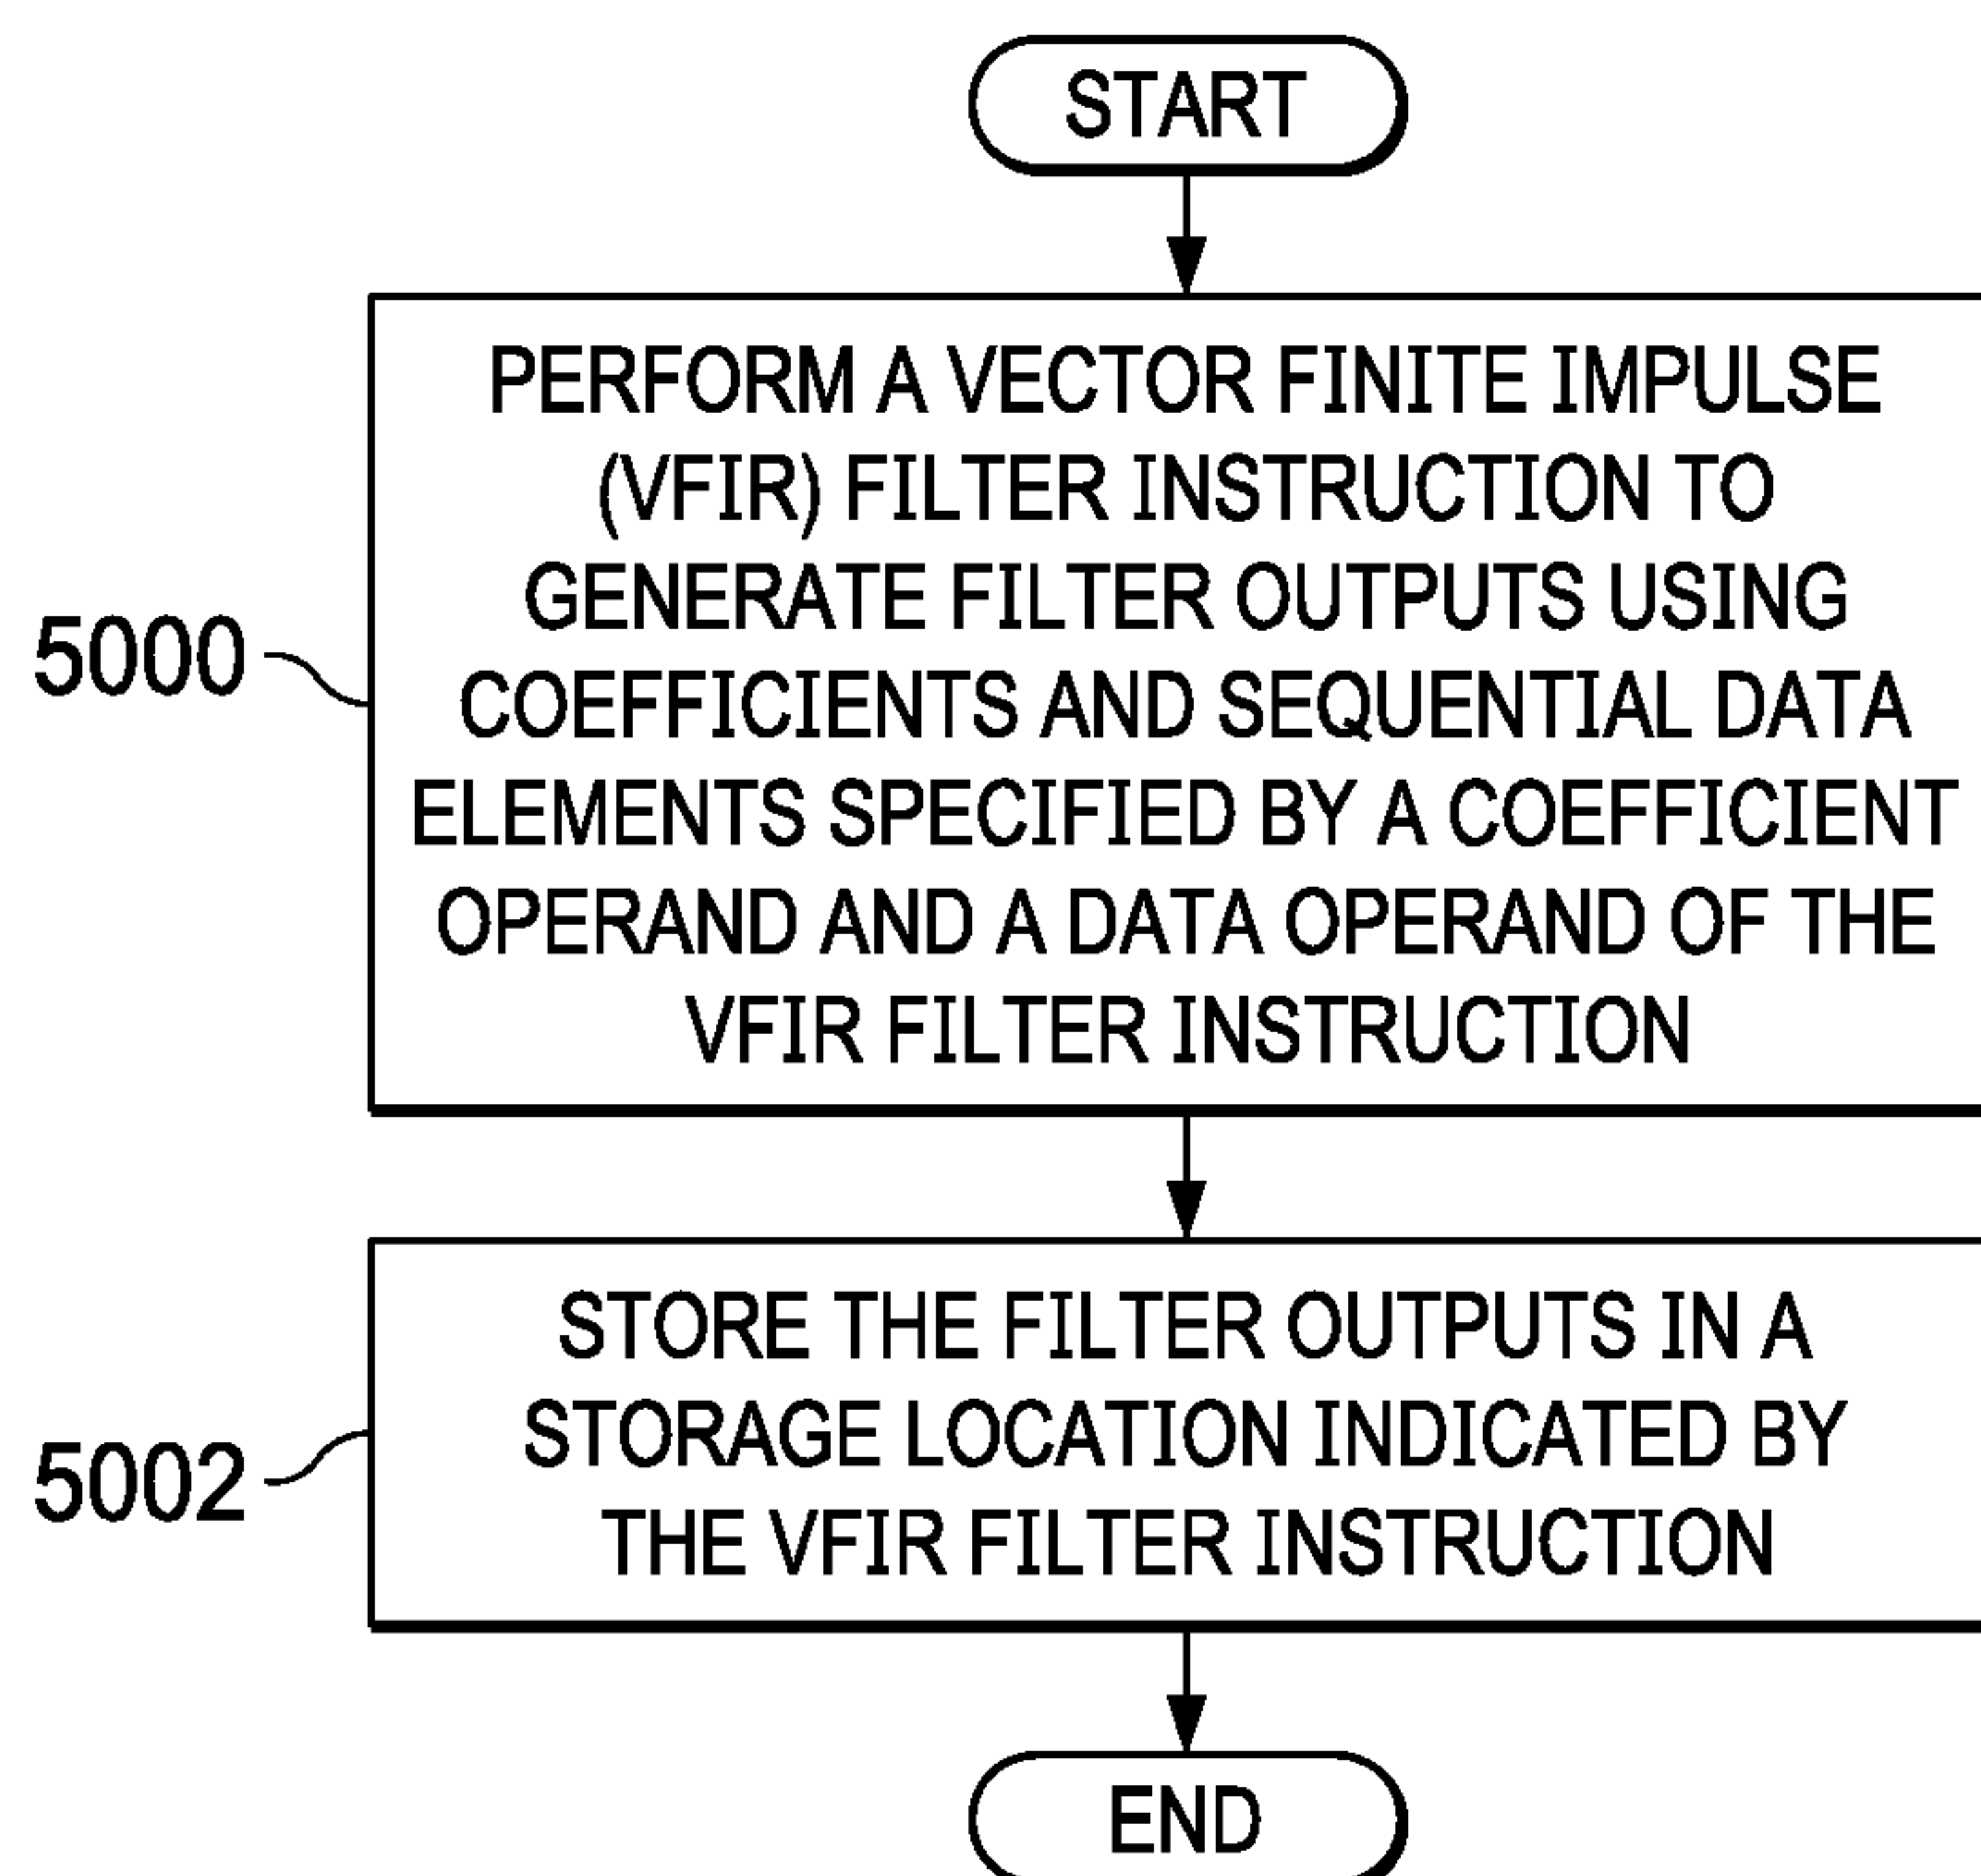 START
PERFORM A VECTOR FINITE IMPULSE
(VFIR) FILTER INSTRUCTION TO
GENERATE FILTER OUTPUTS USING
COEFFICIENTS AND SEQUENTIAL DATA
ELEMENTS SPECIFIED BY A COEFFICIENT
OPERAND AND A DATA OPERAND OF THE
VFIR FILTER INSTRUCTION
5000
STORE THE FILTER OUTPUTS IN A
STORAGE LOCATION INDICATED BY
THE VFIR FILTER INSTRUCTION
5002
END